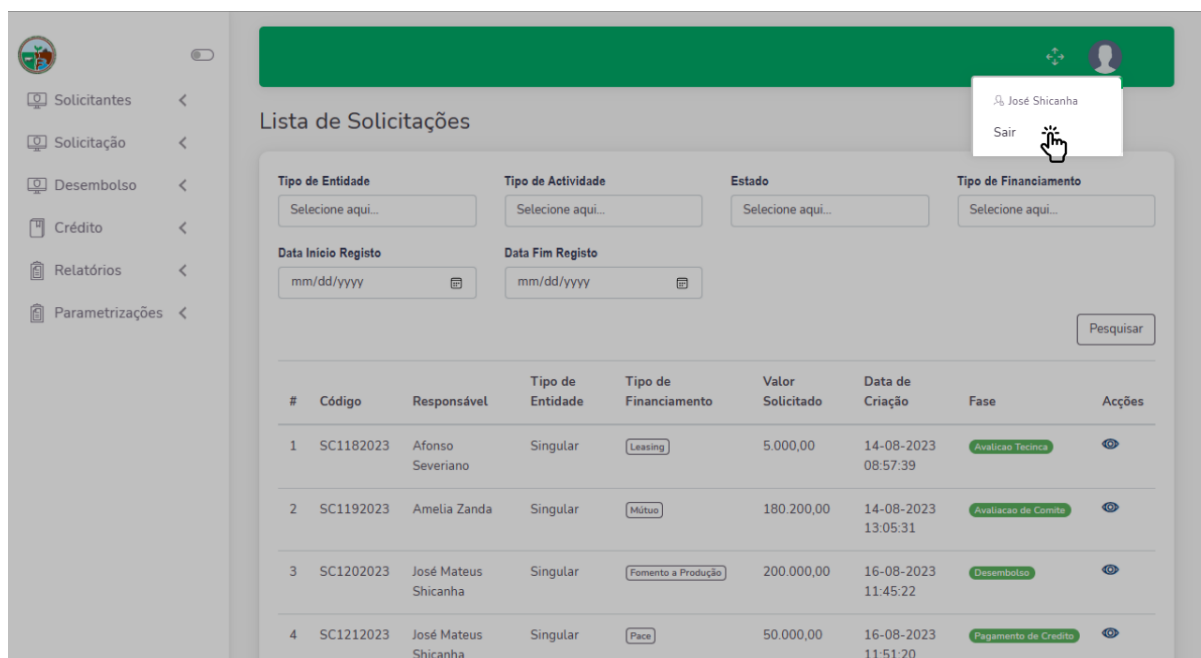 José Shicanha
Sair
Solicitantes
Solicitação
Desembolso
Crédito
Relatórios
Parametrizações
Lista de Solicitações
Tipo de Entidade Tipo de Actividade Estado Tipo de Financiamento
Selecione aqui... Selecione aqui... Selecione aqui... Selecione aqui...
Data Inicio Registo Data Fim Registo
mm/dd/yyyy mm/dd/yyyy
Pesquisar
# Código Responsável Tipo de Entidade Tipo de Financiamento Valor Solicitado Data de Criação Fase Acções
1 SC1182023 Afonso Severiano Singular Leasing 5.000,00 14-08-2023 08:57:39 Avalicao Tecinca
2 SC1192023 Amelia Zanda Singular Mútuo 180.200,00 14-08-2023 13:05:31 Avaliacao de Comite
3 SC1202023 José Mateus Shicanha Singular Fomento a Produção 200.000,00 16-08-2023 11:45:22 Desembolso
4 SC1212023 José Mateus Shicanha Singular Pace 50.000,00 16-08-2023 11:51:20 Pagamento de Credito